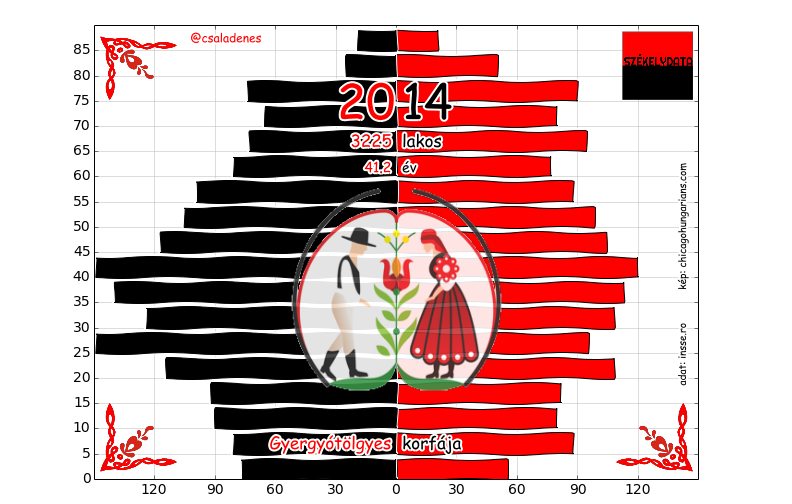 @csaladenes
SZÉKELYDATA
2014
3225 lakos
41,2 év
Gyergyótölgyes korfája
kép: chicagohungarians.com
adat: insse.ro
85
80
75
70
65
60
55
50
45
40
35
30
25
20
15
10
5
0
120 90 60 30 0 30 60 90 120